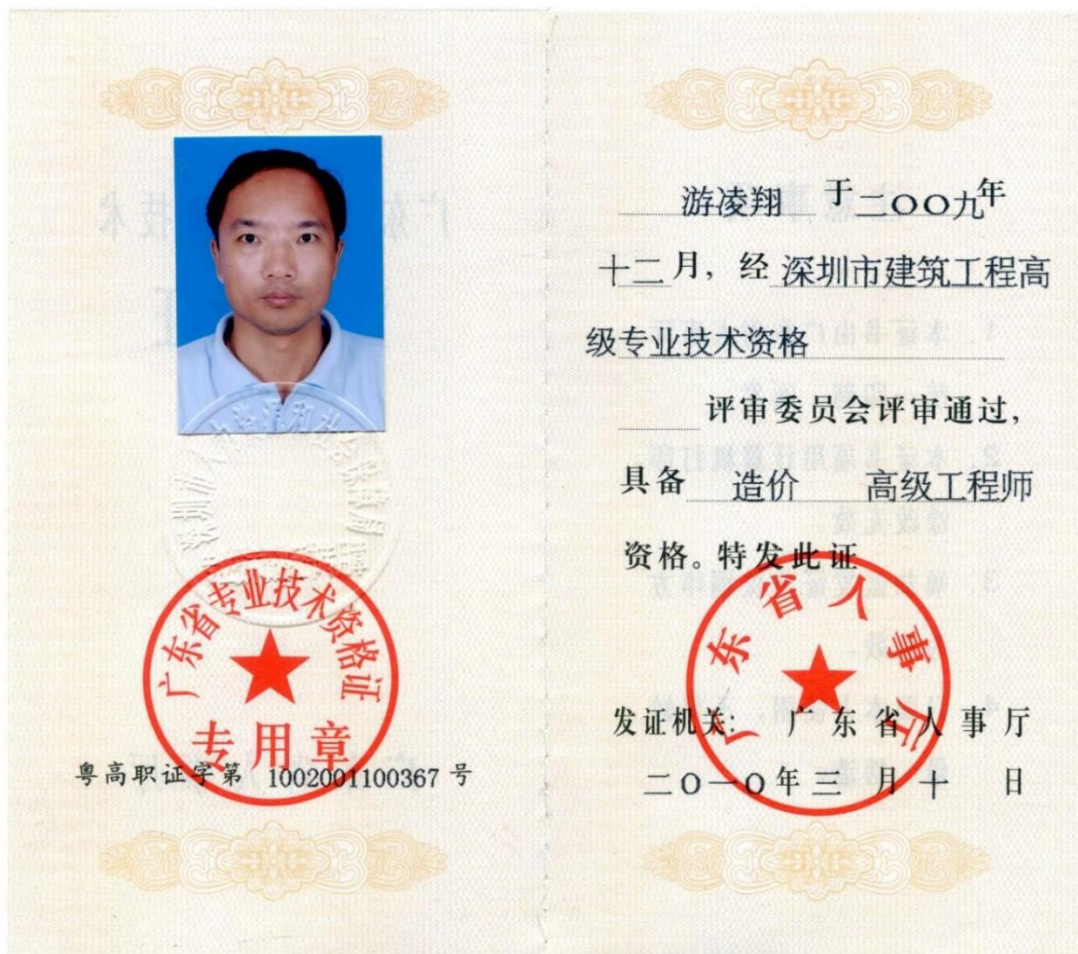 广东省专业技术资格证
专用章
粤高职证字第 1002001100367 号
游凌翔 于 二〇〇九年
十二月，经 深圳市建筑工程高
级专业技术资格
评审委员会评审通过，
具备 造价 高级工程师
资格。特发此证
广东省人事厅
发证机关：广东省人事厅
二〇一〇年三月十日